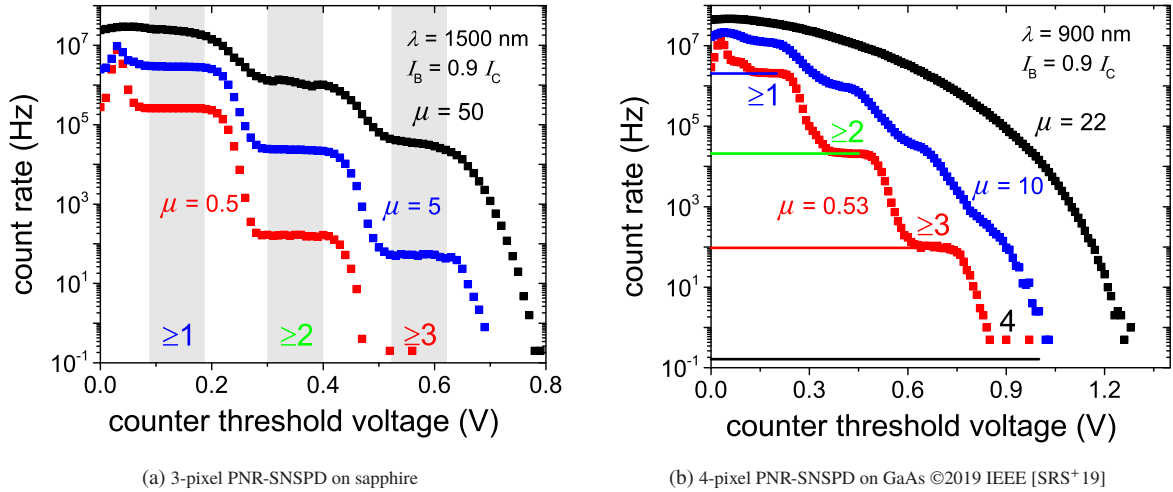 10^7
10^5
10^3
10^1
10^-1
count rate (Hz)
λ = 1500 nm
I_B = 0.9 I_C
μ = 50
μ = 0.5
μ = 5
≥1
≥2
≥3
0.0 0.2 0.4 0.6 0.8
counter threshold voltage (V)
(a) 3-pixel PNR-SNSPD on sapphire
10^7
10^5
10^3
10^1
10^-1
count rate (Hz)
λ = 900 nm
I_B = 0.9 I_C
≥1
≥2
μ = 22
μ = 10
μ = 0.53
≥3
4
0.0 0.3 0.6 0.9 1.2
counter threshold voltage (V)
(b) 4-pixel PNR-SNSPD on GaAs ©2019 IEEE [SRS+19]